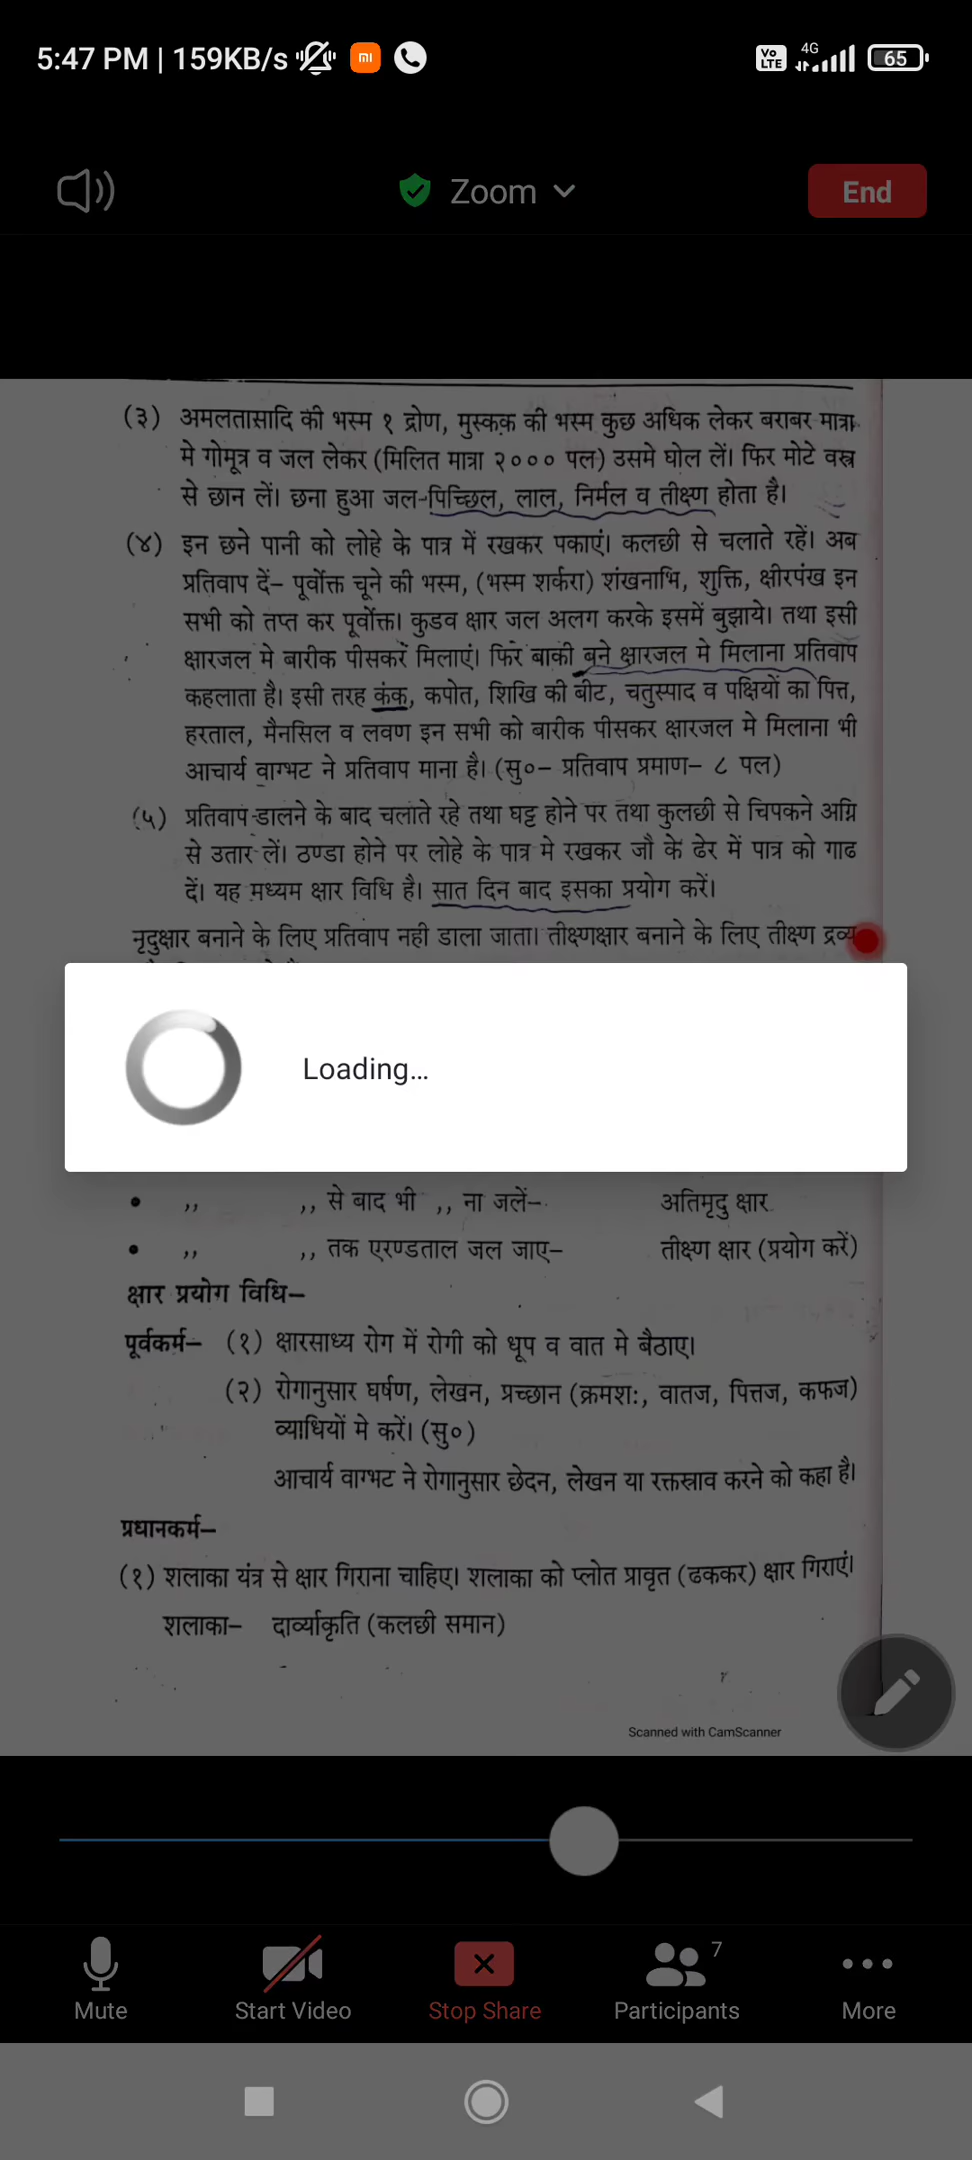 5:47 PM | 159KB/s
Vo LTE 4G 65
Zoom
End
(३) अमलतासादि की भस्म १ द्रोण, मुस्कक की भस्म कुछ अधिक लेकर बराबर मात्रा
मे गोमूत्र व जल लेकर (मिलित मात्रा २००० पल) उसमे घोल लें। फिर मोटे वस्त्र
से छान लें। छना हुआ जल-पिच्छिल, लाल, निर्मल व तीक्ष्ण होता है।
(४) इन छने पानी को लोहे के पात्र में रखकर पकाएं। कलछी से चलाते रहें। अब
प्रतिवाप दें– पूर्वोक्त चूने की भस्म, (भस्म शर्करा) शंखनाभि, शुक्ति, क्षीरपंख इन
सभी को तप्त कर पूर्वोक्त। कुडव क्षार जल अलग करके इसमें बुझाये। तथा इसी
क्षारजल मे बारीक पीसकर मिलाएं। फिर बाकी बने क्षारजल मे मिलाना प्रतिवाप
कहलाता है। इसी तरह कंक, कपोत, शिखि की बीट, चतुस्पाद व पक्षियों का पित्त,
हरताल, मैनसिल व लवण इन सभी को बारीक पीसकर क्षारजल मे मिलाना भी
आचार्य वाग्भट ने प्रतिवाप माना है। (सु०– प्रतिवाप प्रमाण– ८ पल)
(५) प्रतिवाप डालने के बाद चलाते रहे तथा घट्ट होने पर तथा कुलछी से चिपकने अग्नि
से उतार लें। ठण्डा होने पर लोहे के पात्र मे रखकर जौ के ढेर में पात्र को गाढ
दें। यह मध्यम क्षार विधि है। सात दिन बाद इसका प्रयोग करें।
नृदुक्षार बनाने के लिए प्रतिवाप नही डाला जाता। तीक्ष्णक्षार बनाने के लिए तीक्ष्ण द्रव्य
Loading...
• ,, ,, से बाद भी ,, ना जलें– अतिमृदु क्षार
• ,, ,, तक एरण्डताल जल जाए– तीक्ष्ण क्षार (प्रयोग करें)
क्षार प्रयोग विधि–
पूर्वकर्म– (१) क्षारसाध्य रोग में रोगी को धूप व वात मे बैठाए।
(२) रोगानुसार घर्षण, लेखन, प्रच्छान (क्रमश:, वातज, पित्तज, कफज)
व्याधियों मे करें। (सु०)
आचार्य वाग्भट ने रोगानुसार छेदन, लेखन या रक्तस्राव करने को कहा है।
प्रधानकर्म–
(१) शलाका यंत्र से क्षार गिराना चाहिए। शलाका को प्लोत प्रावृत (ढककर) क्षार गिराएं।
शलाका– दार्व्याकृति (कलछी समान)
Scanned with CamScanner
Mute
Start Video
Stop Share
Participants 7
More